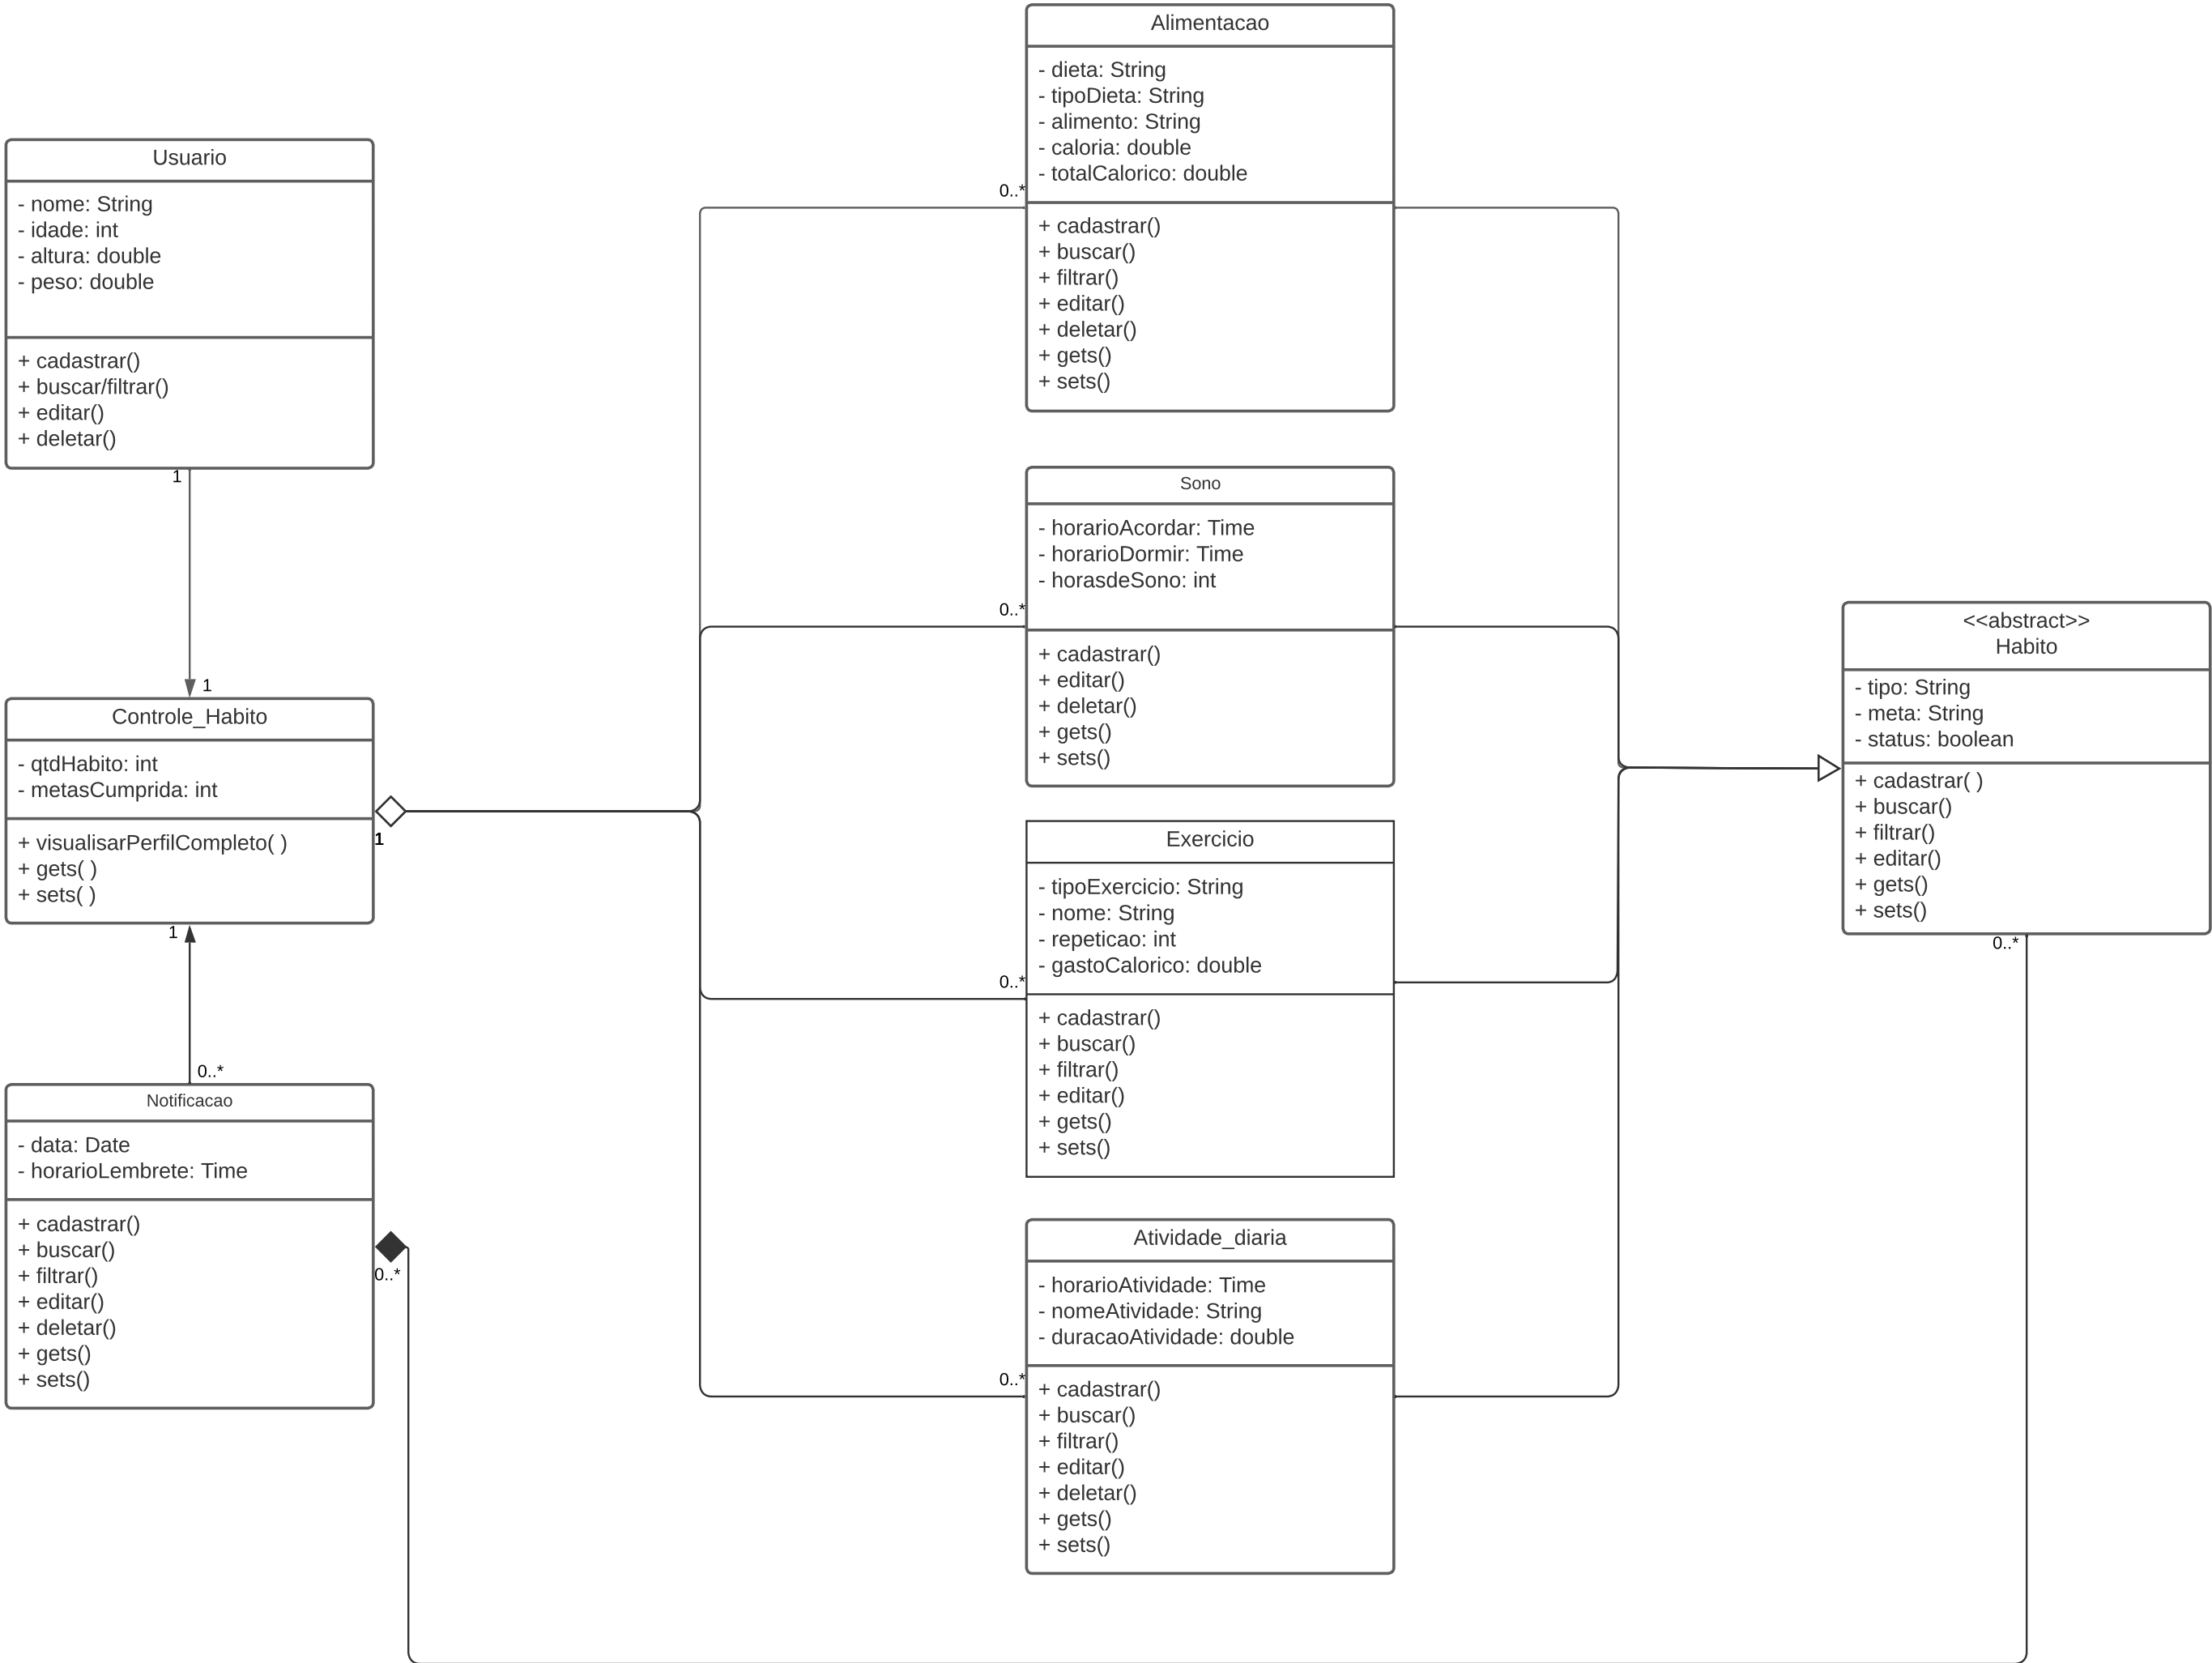 Usuario
- nome: String
- idade: int
- altura: double
- peso: double
+ cadastrar()
+ buscar/filtrar()
+ editar()
+ deletar()
1
1
Controle_Habito
- qtdHabito: int
- metasCumprida: int
+ visualisarPerfilCompleto( )
+ gets( )
+ sets( )
1
1
0..*
Notificacao
- data: Date
- horarioLembrete: Time
+ cadastrar()
+ buscar()
+ filtrar()
+ editar()
+ deletar()
+ gets()
+ sets()
0..*
Alimentacao
- dieta: String
- tipoDieta: String
- alimento: String
- caloria: double
- totalCalorico: double
0..*
+ cadastrar()
+ buscar()
+ filtrar()
+ editar()
+ deletar()
+ gets()
+ sets()
Sono
- horarioAcordar: Time
- horarioDormir: Time
- horasdeSono: int
0..*
+ cadastrar()
+ editar()
+ deletar()
+ gets()
+ sets()
Exercicio
- tipoExercicio: String
- nome: String
- repeticao: int
- gastoCalorico: double
0..*
+ cadastrar()
+ buscar()
+ filtrar()
+ editar()
+ gets()
+ sets()
Atividade_diaria
- horarioAtividade: Time
- nomeAtividade: String
- duracaoAtividade: double
0..*
+ cadastrar()
+ buscar()
+ filtrar()
+ editar()
+ deletar()
+ gets()
+ sets()
<<abstract>>
Habito
- tipo: String
- meta: String
- status: boolean
+ cadastrar( )
+ buscar()
+ filtrar()
+ editar()
+ gets()
+ sets()
0..*